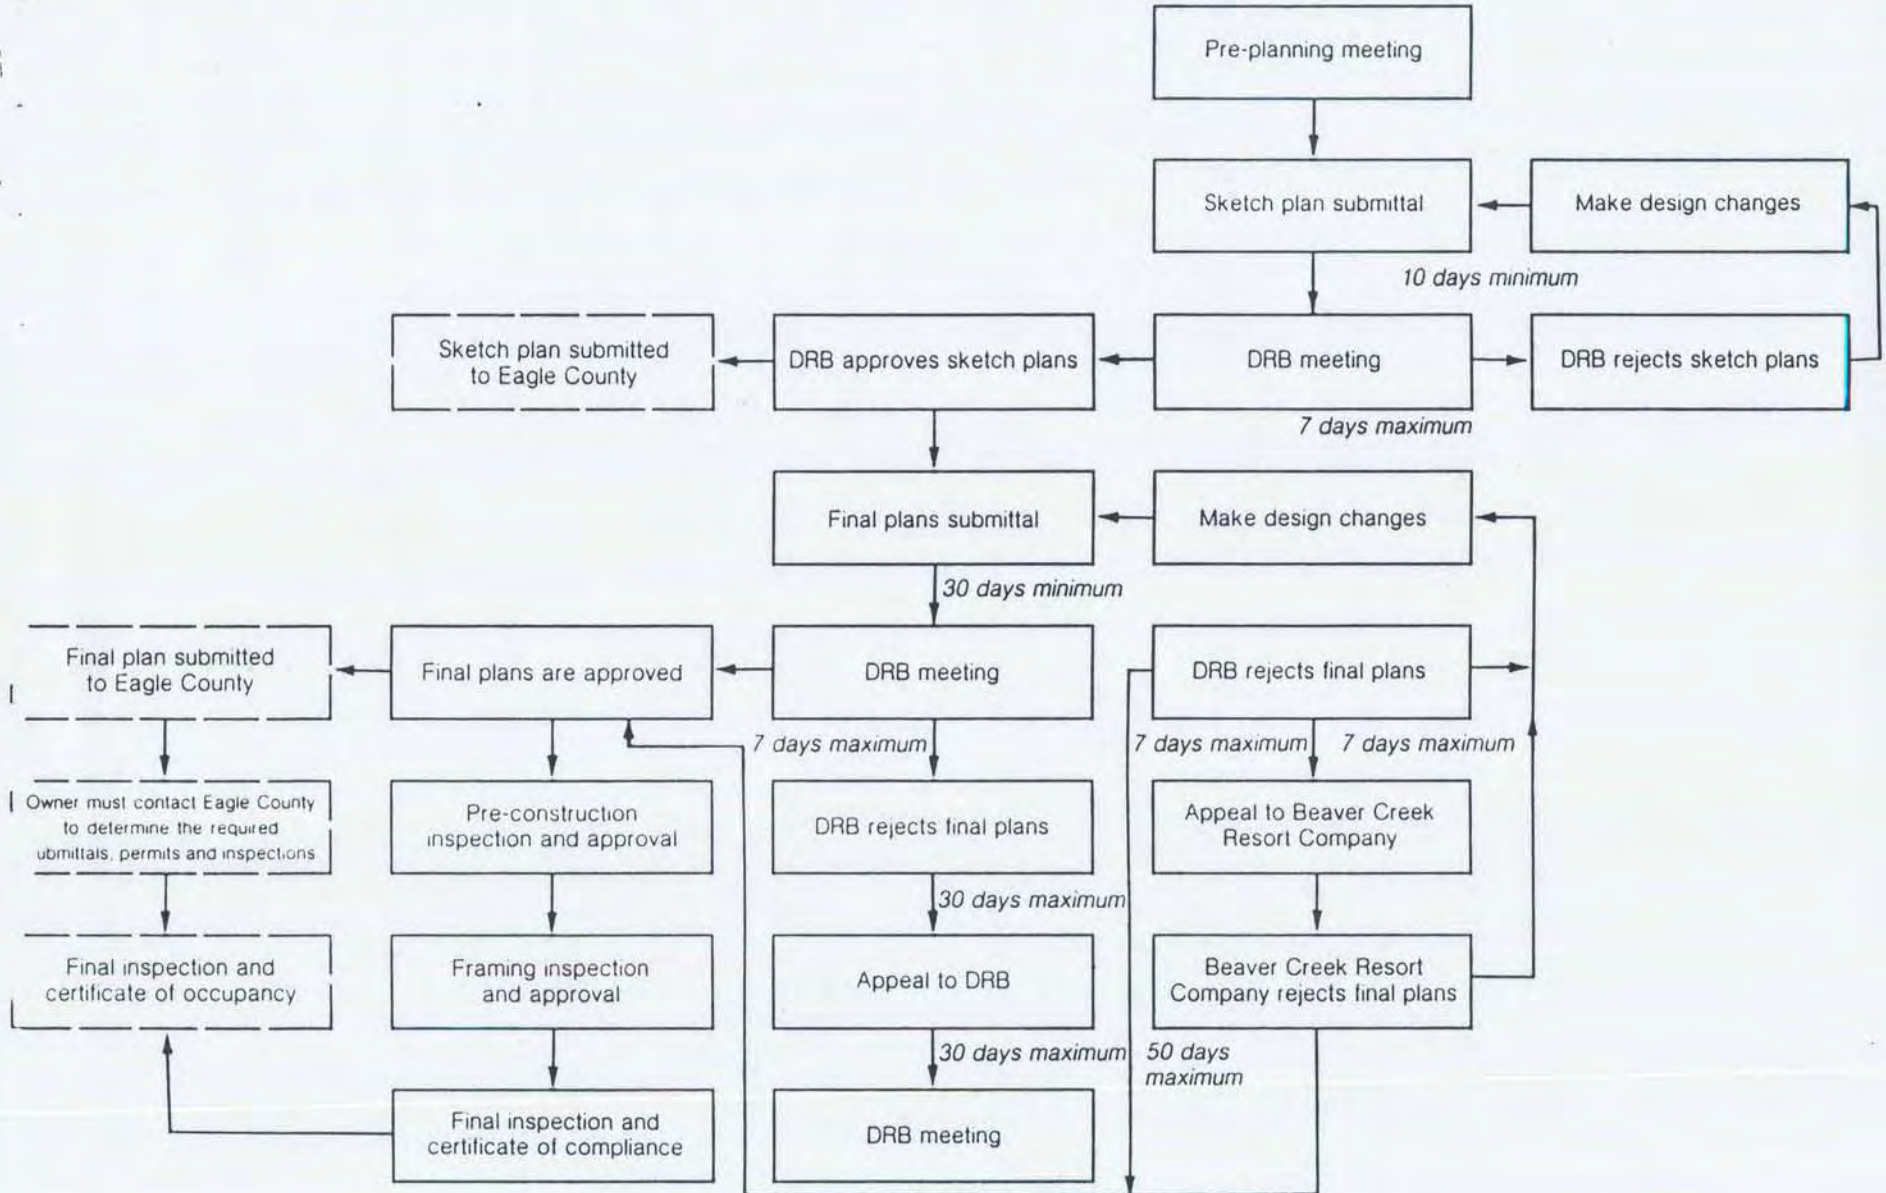 Pre-planning meeting
Sketch plan submittal
Make design changes
10 days minimum
Sketch plan submitted
to Eagle County
DRB approves sketch plans
DRB meeting
DRB rejects sketch plans
7 days maximum
Final plans submittal
Make design changes
30 days minimum
Final plan submitted
to Eagle County
Final plans are approved
DRB meeting
DRB rejects final plans
7 days maximum
7 days maximum
7 days maximum
Owner must contact Eagle County
to determine the required
ubmittals, permits and inspections
Pre-construction
inspection and approval
DRB rejects final plans
Appeal to Beaver Creek
Resort Company
30 days maximum
Final inspection and
certificate of occupancy
Framing inspection
and approval
Appeal to DRB
Beaver Creek Resort
Company rejects final plans
30 days maximum
50 days
maximum
Final inspection and
certificate of compliance
DRB meeting